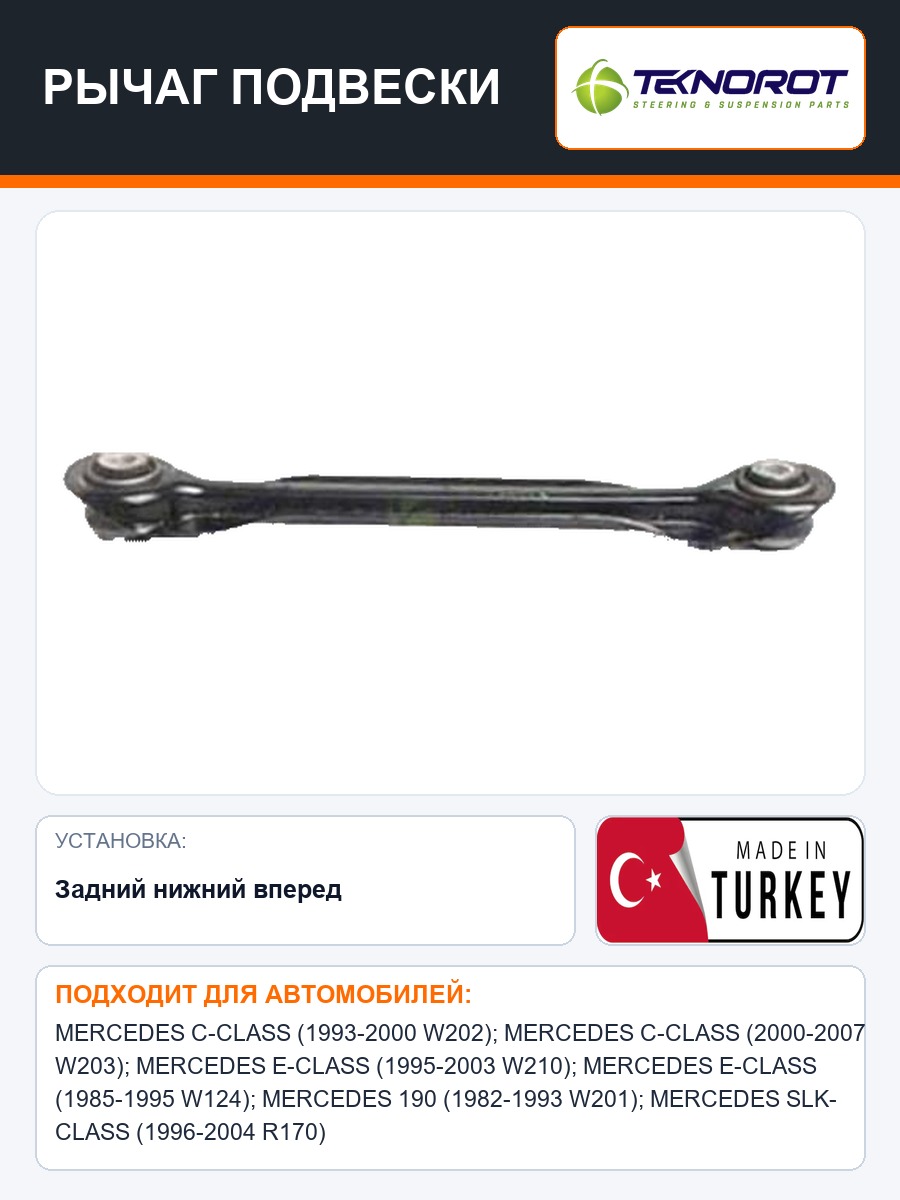 РЫЧАГ ПОДВЕСКИ
TEKNOROT
STEERING & SUSPENSION PARTS
УСТАНОВКА:
Задний нижний вперед
MADE IN
TURKEY
ПОДХОДИТ ДЛЯ АВТОМОБИЛЕЙ:
MERCEDES C-CLASS (1993-2000 W202); MERCEDES C-CLASS (2000-2007
W203); MERCEDES E-CLASS (1995-2003 W210); MERCEDES E-CLASS
(1985-1995 W124); MERCEDES 190 (1982-1993 W201); MERCEDES SLK-
CLASS (1996-2004 R170)